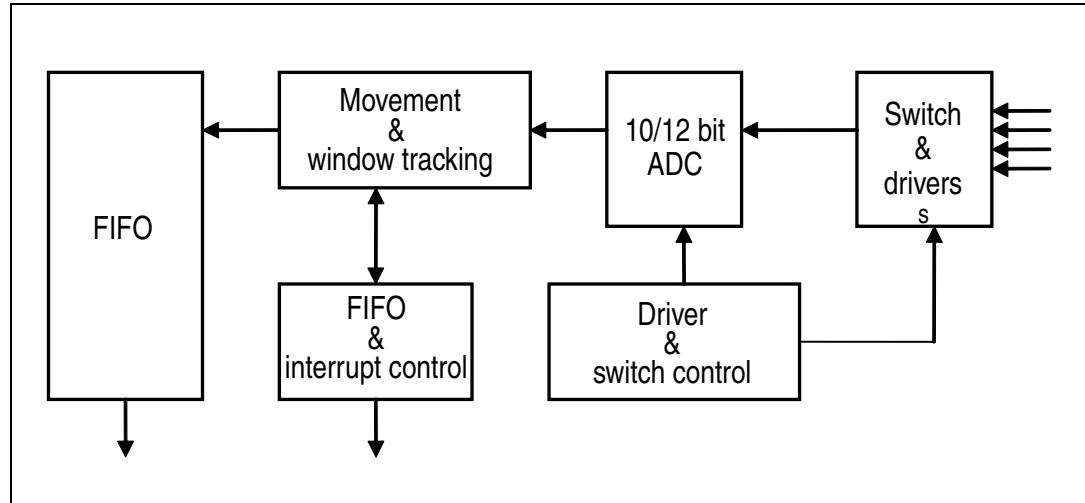 FIFO
Movement
&
window tracking
10/12 bit
ADC
Switch
&
drivers
s
FIFO
&
interrupt control
Driver
&
switch control